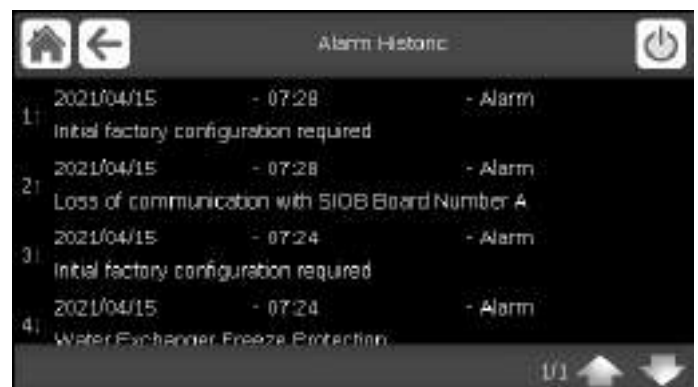 Alarm Historic
1: 2021/04/15 - 07:28 - Alarm
Initial factory configuration required
2: 2021/04/15 - 07:28 - Alarm
Loss of communication with SIOB Board Number A
3: 2021/04/15 - 07:24 - Alarm
Initial factory configuration required
4: 2021/04/15 - 07:24 - Alarm
Water Exchanger Freeze Protection
1/1